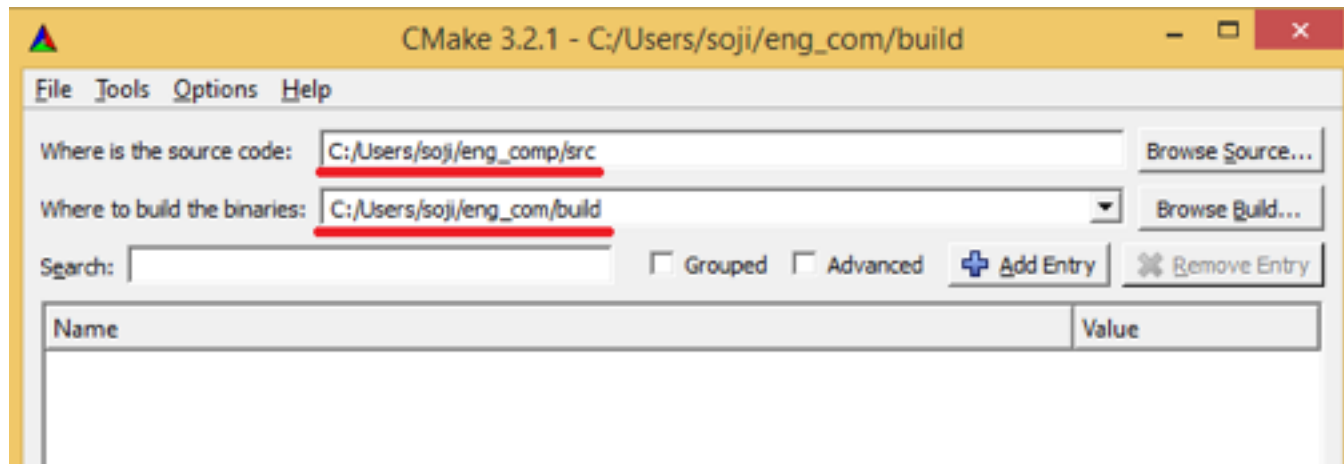 CMake 3.2.1 - C:/Users/soji/eng_com/build
File Tools Options Help
Where is the source code: C:/Users/soji/eng_comp/src Browse Source...
Where to build the binaries: C:/Users/soji/eng_com/build Browse Build...
Search: Grouped Advanced Add Entry Remove Entry
Name Value